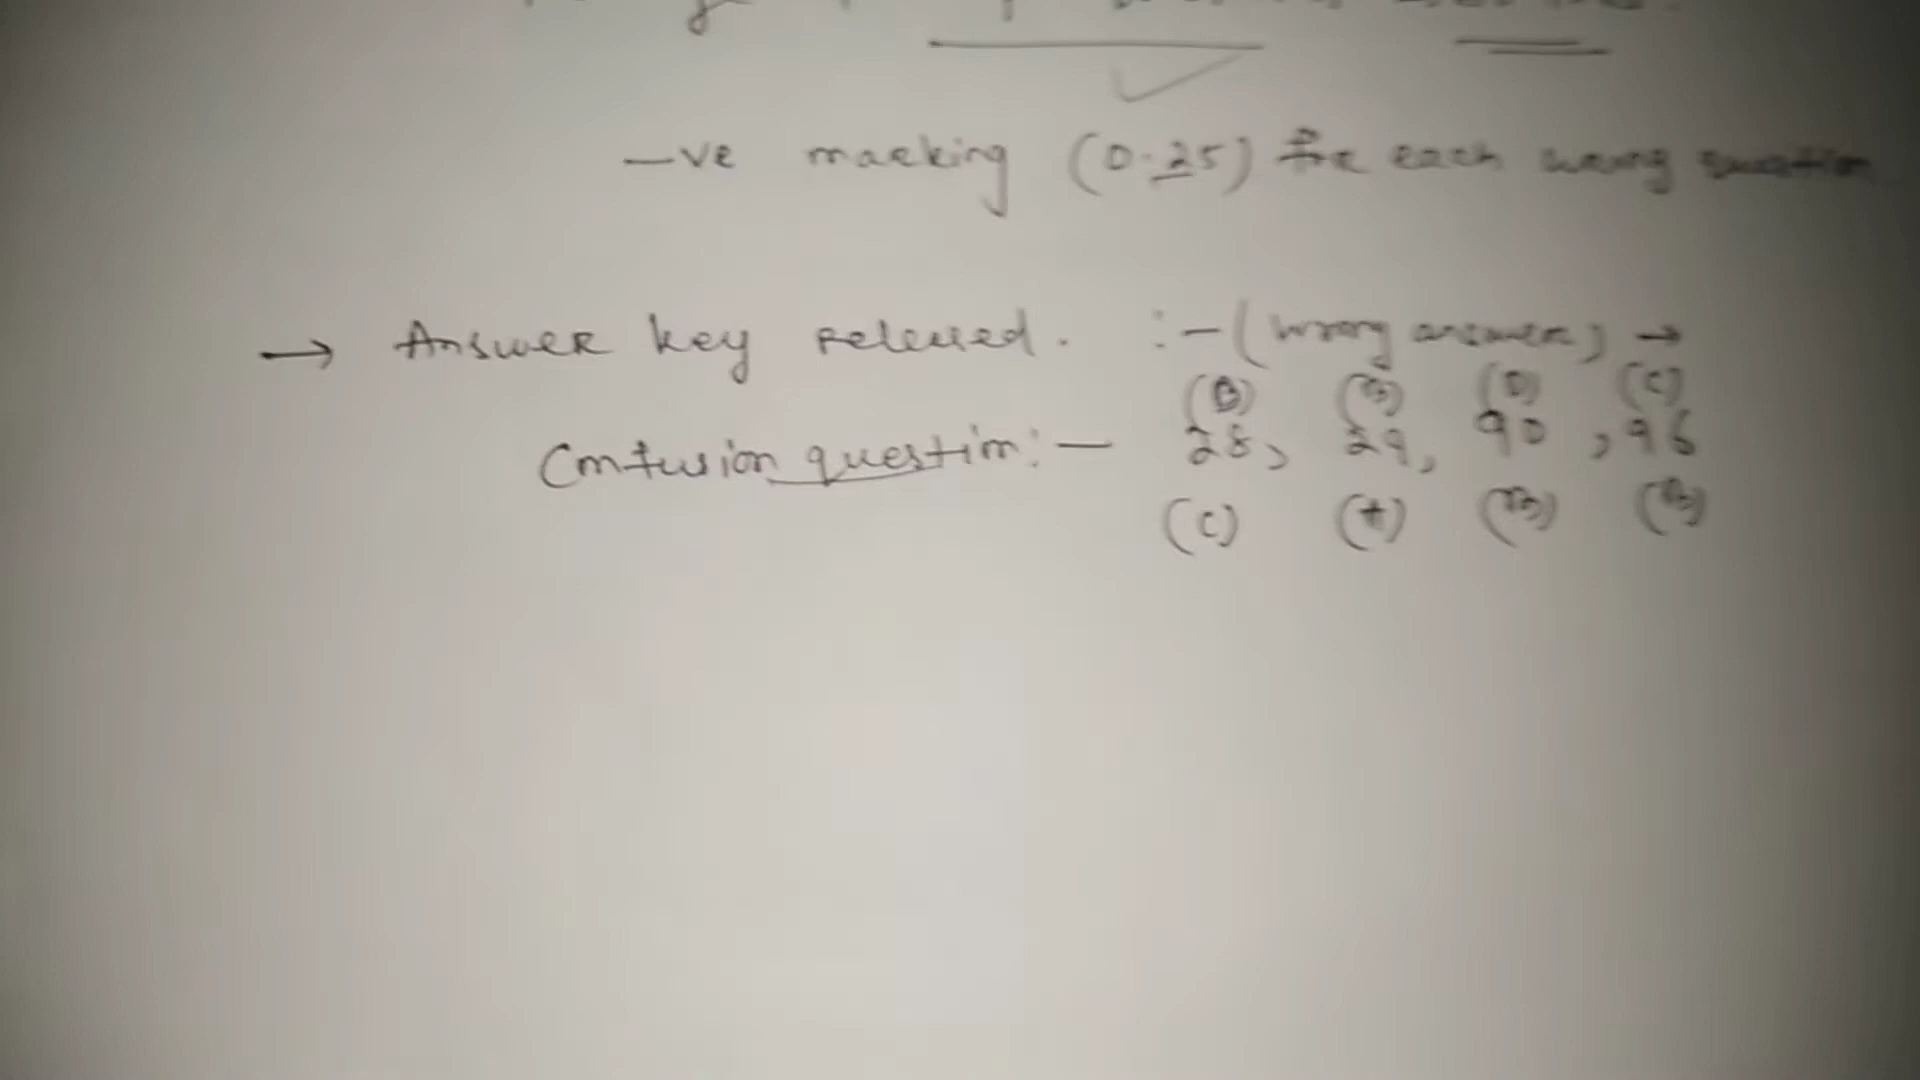 -ve marking (0.25) for each wrong question
→ Answer key released. :- (wrong answer) →
(B) (B) (D) (C)
Confusion question:- 28, 29, 90, 96
(C) (+) (B) (B)